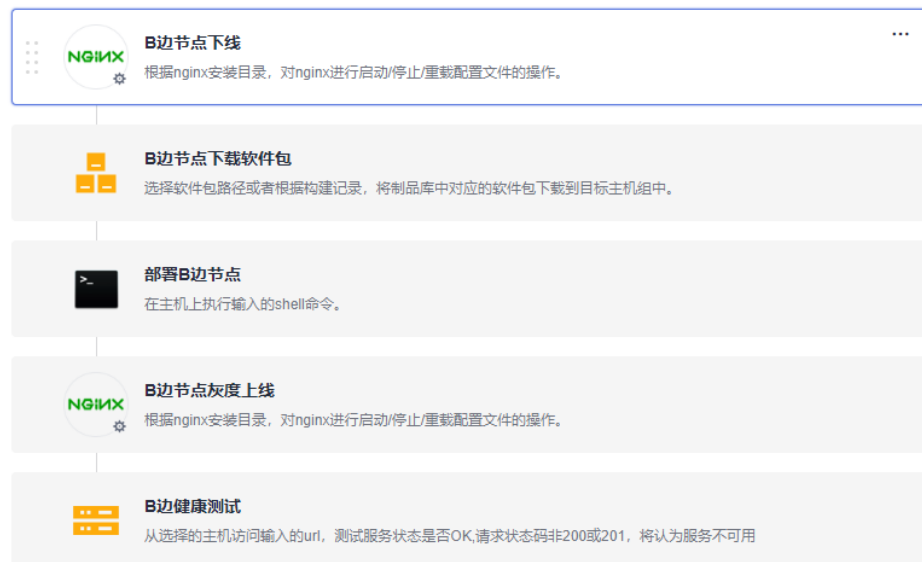 NGINX
B边节点下线
根据nginx安装目录，对nginx进行启动/停止/重载配置文件的操作。
...
B边节点下载软件包
选择软件包路径或者根据构建记录，将制品库中对应的软件包下载到目标主机组中。
>_
部署B边节点
在主机上执行输入的shell命令。
NGINX
B边节点灰度上线
根据nginx安装目录，对nginx进行启动/停止/重载配置文件的操作。
B边健康测试
从选择的主机访问输入的url，测试服务状态是否OK,请求状态码非200或201，将认为服务不可用